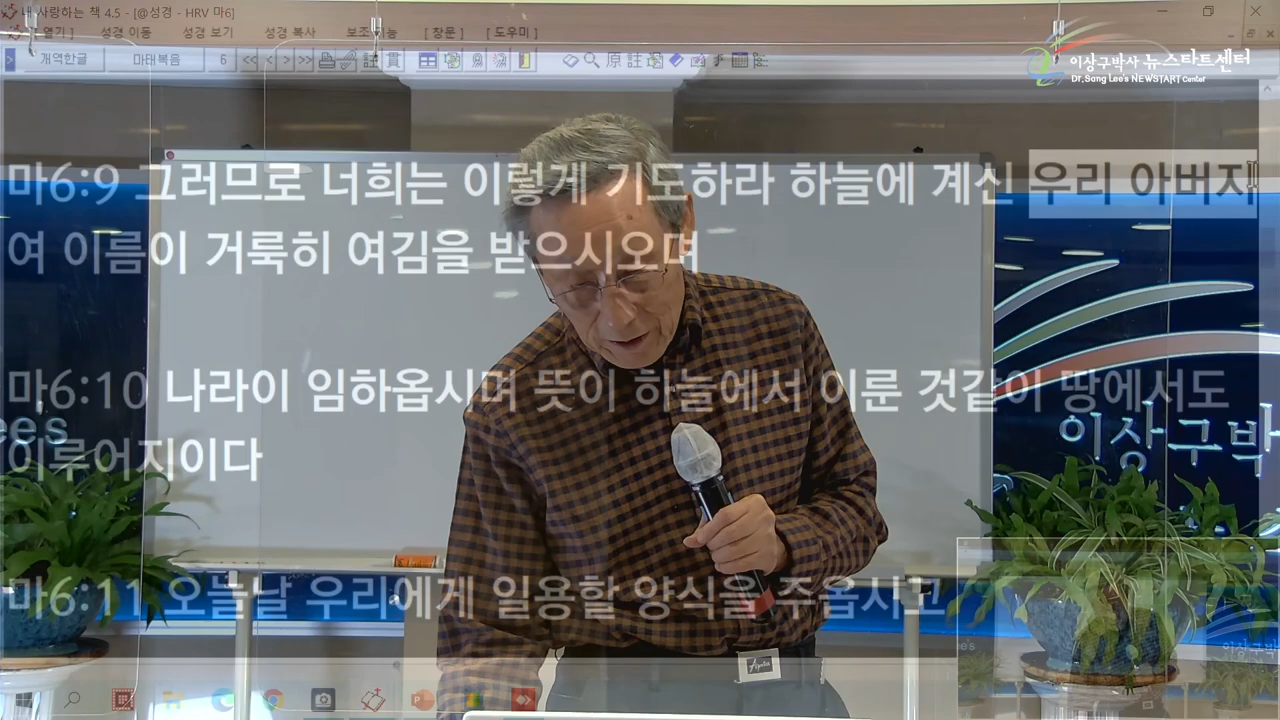 내 사랑하는 책 4.5 - [@성경 - HRV 마6]
열기 ] 성경 이동 성경 보기 성경 복사 보조 기능 [ 창문 ] [ 도우미 ]
개역한글 마태복음 6 << < > >> 原 註
이상구박사 뉴스타트센터
Dr. Sang Lee's NEWSTART Center
마6:9 그러므로 너희는 이렇게 기도하라 하늘에 계신 우리 아버지
여 이름이 거룩히 여김을 받으시오며
마6:10 나라이 임하옵시며 뜻이 하늘에서 이룬 것같이 땅에서도
이루어지이다
ee's
이상구박
마6:11 오늘날 우리에게 일용할 양식을 주옵시고
Apollo